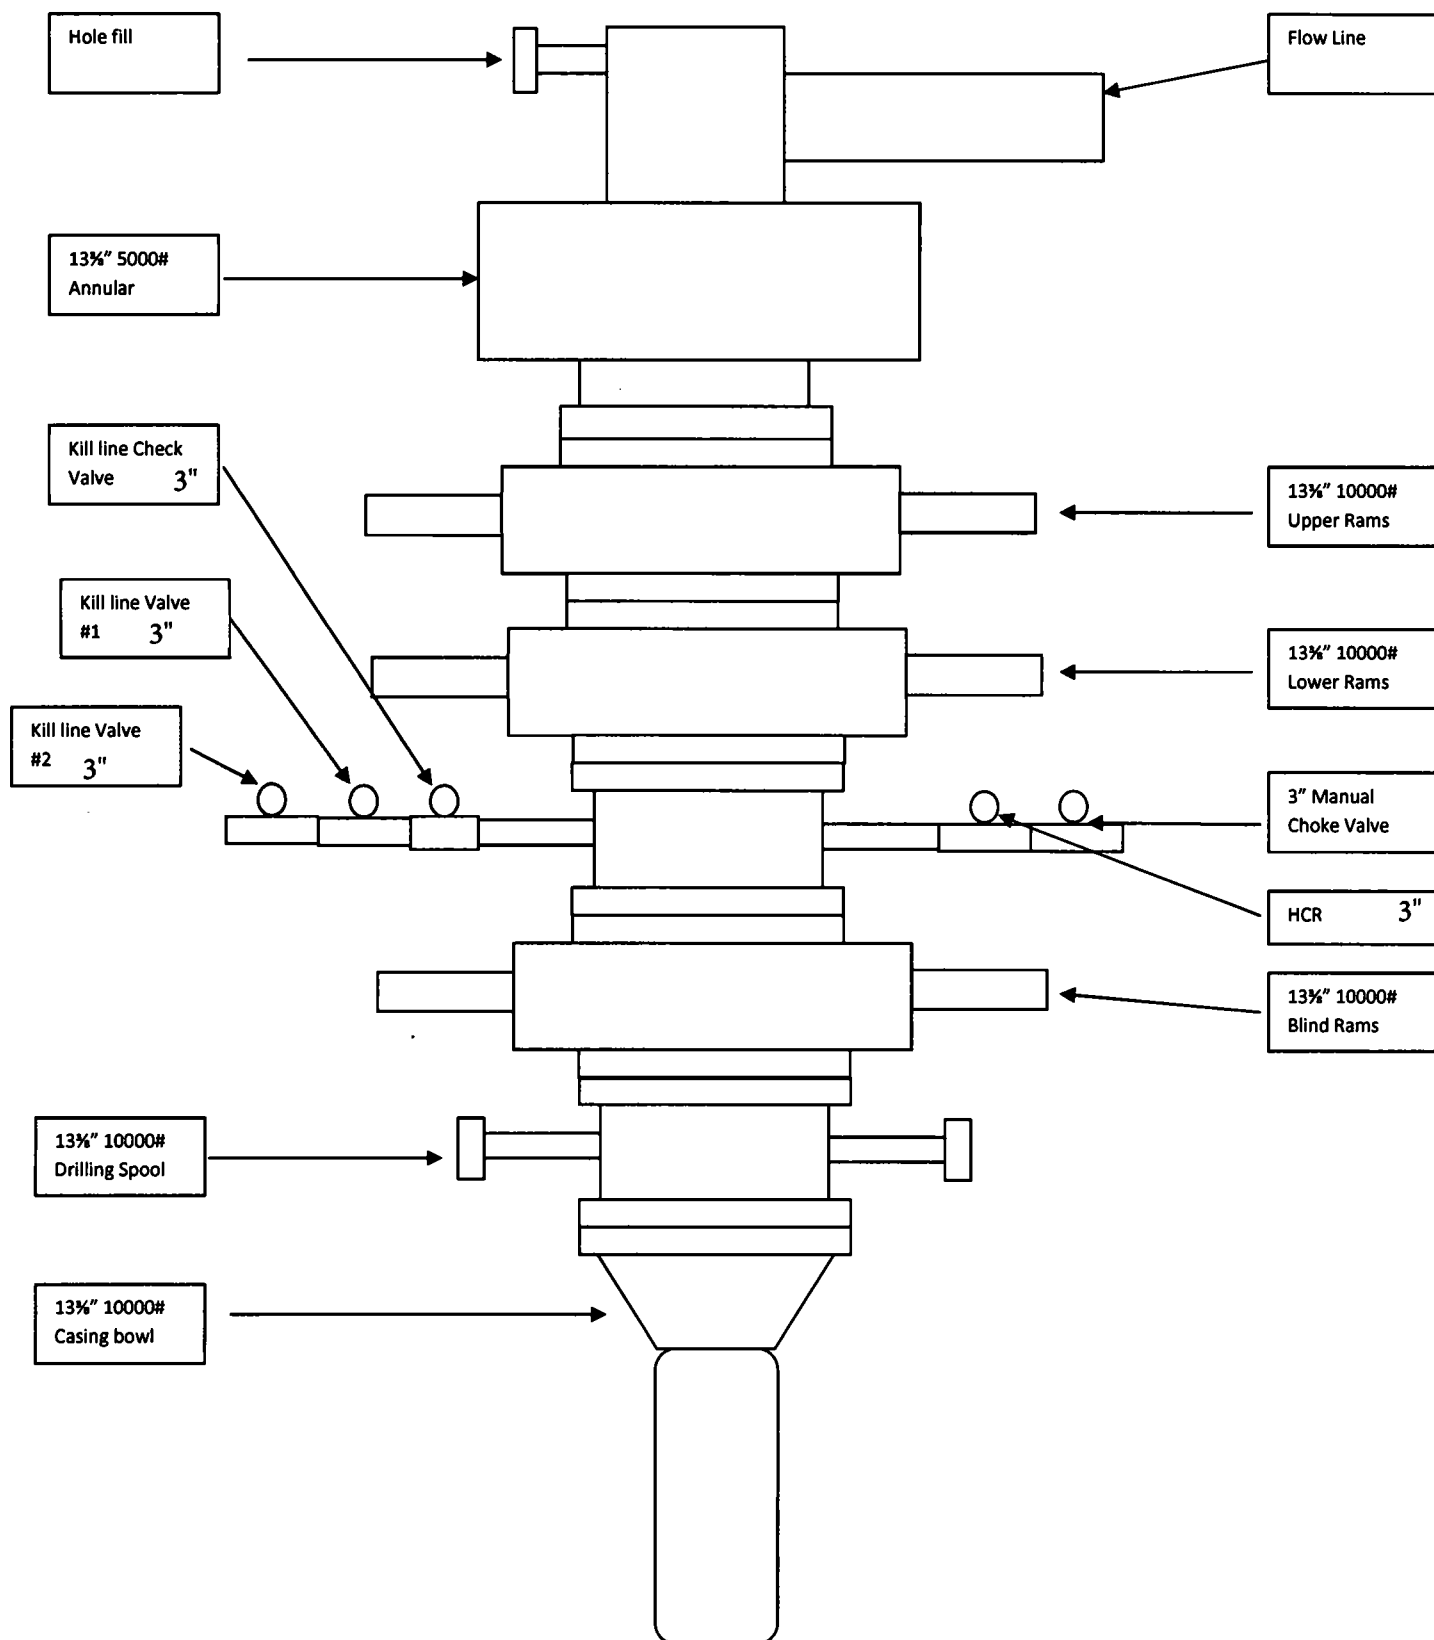 Hole fill
Flow Line
13⅝" 5000#
Annular
Kill line Check
Valve 3"
13⅝" 10000#
Upper Rams
Kill line Valve
#1 3"
13⅝" 10000#
Lower Rams
Kill line Valve
#2 3"
3" Manual
Choke Valve
HCR 3"
13⅝" 10000#
Blind Rams
13⅝" 10000#
Drilling Spool
13⅝" 10000#
Casing bowl